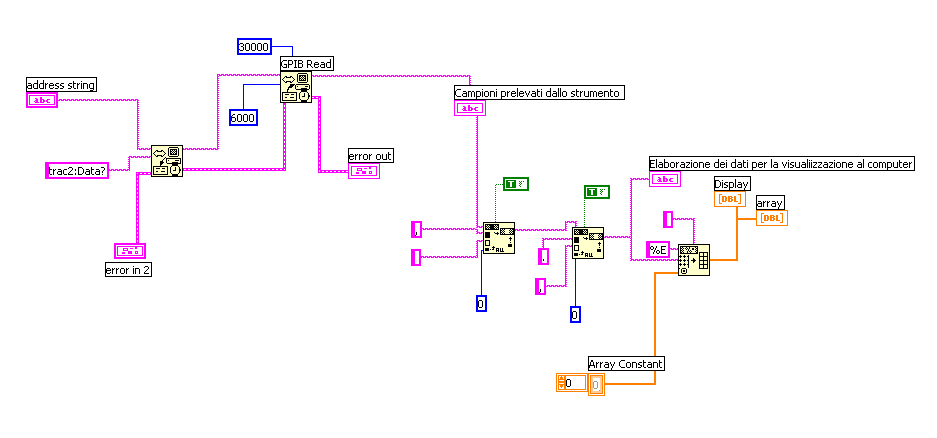 30000
GPIB Read
address string
abc
Campioni prelevati dallo strumento
abc
6000
trac2:Data?
error out
Elaborazione dei dati per la visualiizzazione al computer
abc
Display
[DBL]
array
[DBL]
T
T
,
%E
,
ALL
ALL
error in 2
0
0
Array Constant
0
0